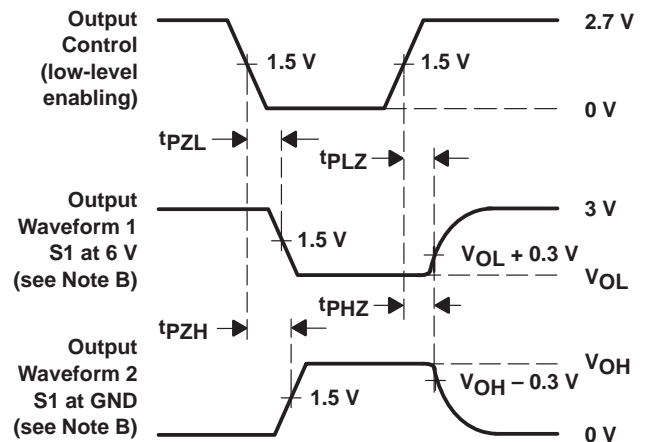 Output
Control
(low-level
enabling)
2.7 V
1.5 V
1.5 V
0 V
tPZL
tPLZ
Output
Waveform 1
S1 at 6 V
(see Note B)
3 V
1.5 V
VOL + 0.3 V
VOL
tPZH
tPHZ
Output
Waveform 2
S1 at GND
(see Note B)
VOH
1.5 V
VOH − 0.3 V
0 V